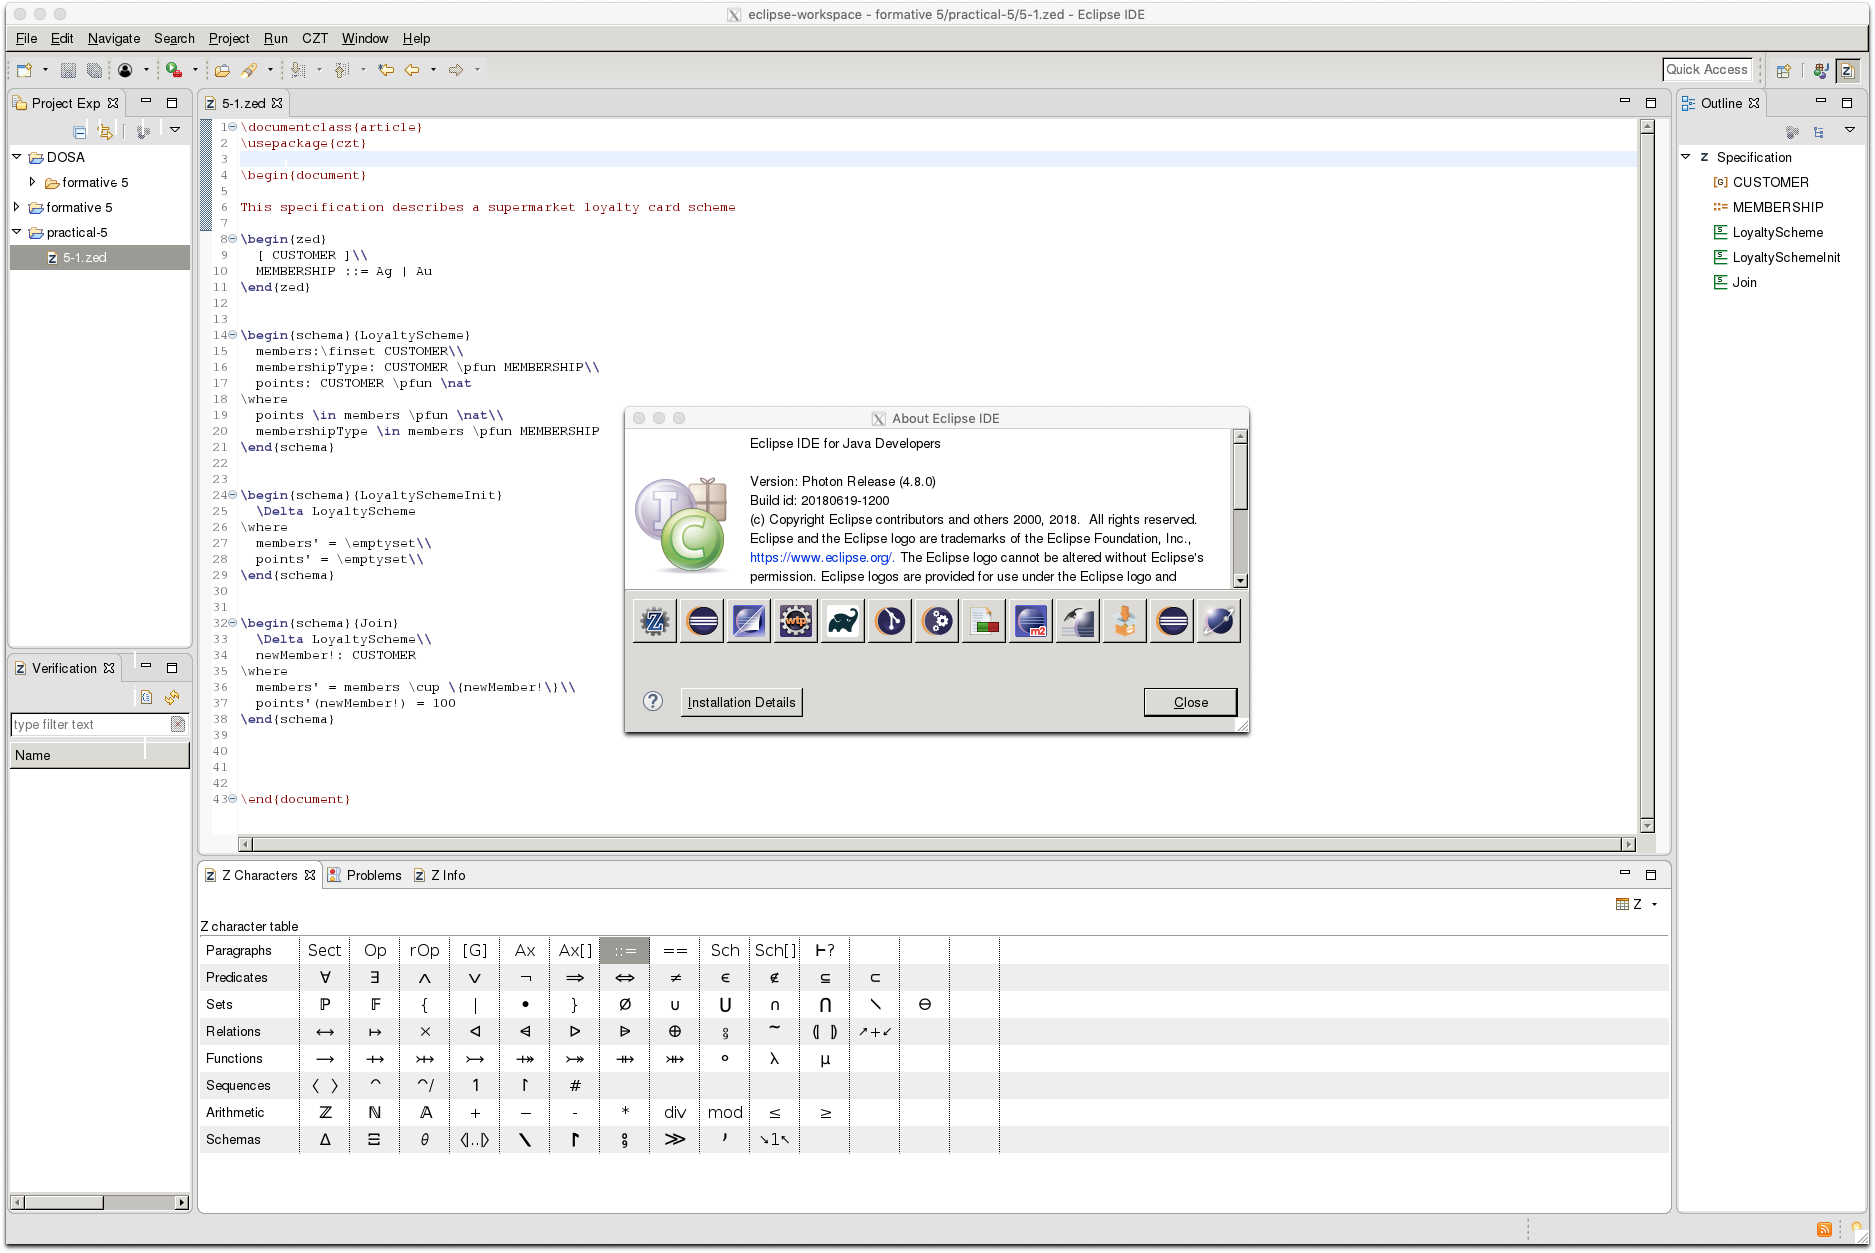 eclipse-workspace - formative 5/practical-5/5-1.zed - Eclipse IDE
File Edit Navigate Search Project Run CZT Window Help
Quick Access
Project Exp
DOSA
formative 5
formative 5
practical-5
5-1.zed
Verification
type filter text
Name
5-1.zed
1 \documentclass{article}
2 \usepackage{czt}
3
4 \begin{document}
5
6 This specification describes a supermarket loyalty card scheme
7
8 \begin{zed}
9 [ CUSTOMER ]\\
10 MEMBERSHIP ::= Ag | Au
11 \end{zed}
12
13
14 \begin{schema}{LoyaltyScheme}
15 members:\finset CUSTOMER\\
16 membershipType: CUSTOMER \pfun MEMBERSHIP\\
17 points: CUSTOMER \pfun \nat
18 \where
19 points \in members \pfun \nat\\
20 membershipType \in members \pfun MEMBERSHIP
21 \end{schema}
22
23
24 \begin{schema}{LoyaltySchemeInit}
25 \Delta LoyaltyScheme
26 \where
27 members' = \emptyset\\
28 points' = \emptyset\\
29 \end{schema}
30
31
32 \begin{schema}{Join}
33 \Delta LoyaltyScheme\\
34 newMember!: CUSTOMER
35 \where
36 members' = members \cup \{newMember!\}\\
37 points'(newMember!) = 100
38 \end{schema}
39
40
41
42
43 \end{document}
About Eclipse IDE
Eclipse IDE for Java Developers
Version: Photon Release (4.8.0)
Build id: 20180619-1200
(c) Copyright Eclipse contributors and others 2000, 2018. All rights reserved.
Eclipse and the Eclipse logo are trademarks of the Eclipse Foundation, Inc.,
https://www.eclipse.org/. The Eclipse logo cannot be altered without Eclipse's
permission. Eclipse logos are provided for use under the Eclipse logo and
wtp
m2
Installation Details
Close
Outline
Specification
CUSTOMER
MEMBERSHIP
LoyaltyScheme
LoyaltySchemeInit
Join
Z Characters Problems Z Info
Z
Z character table
Paragraphs Sect Op rOp [G] Ax Ax[] ::= == Sch Sch[] ⊢?
Predicates ∀ ∃ ∧ ∨ ¬ ⇒ ⇔ ≠ ∈ ∉ ⊆ ⊂
Sets ℙ 𝔽 { | • } ∅ ∪ ⋃ ∩ ⋂ \ ⊖
Relations ↔ ↦ × ◁ ⩤ ▷ ⩥ ⊕ ⨾ ~ ⦇ ⦈ ↗+↙
Functions → ⇸ ⤔ ↣ ⤀ ⤖ ⇻ ⤕ ∘ λ μ
Sequences ⟨ ⟩ ⁀ ⁀/ 1 ↾ #
Arithmetic ℤ ℕ 𝔸 + − - * div mod ≤ ≥
Schemas Δ Ξ θ ⦉..⦊ ⧹ ↾ ⨟ ⨠ ′ ↘1↖